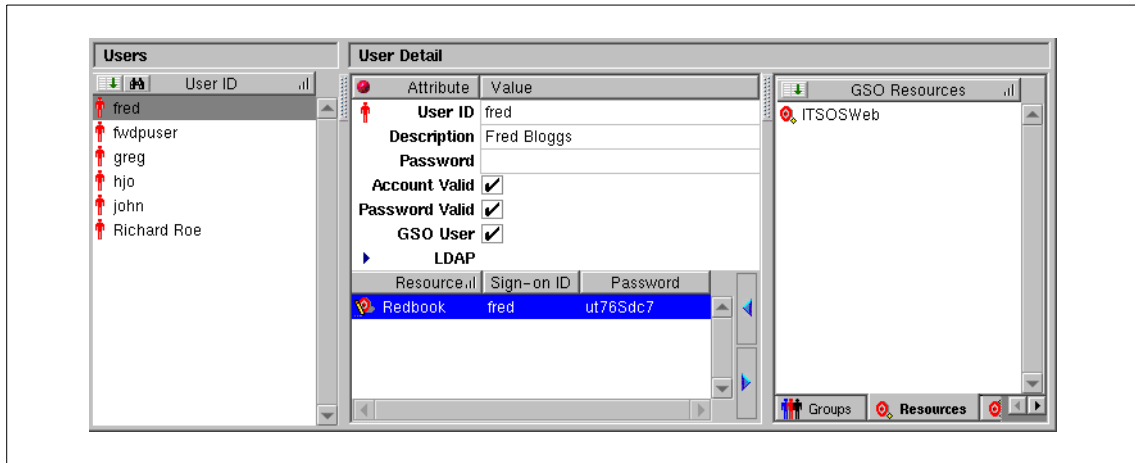 Users
User ID
fred
fwdpuser
greg
hjo
john
Richard Roe
User Detail
Attribute Value
User ID fred
Description Fred Bloggs
Password
Account Valid
Password Valid
GSO User
LDAP
Resource Sign-on ID Password
Redbook fred ut76Sdc7
GSO Resources
ITSOSWeb
Groups Resources